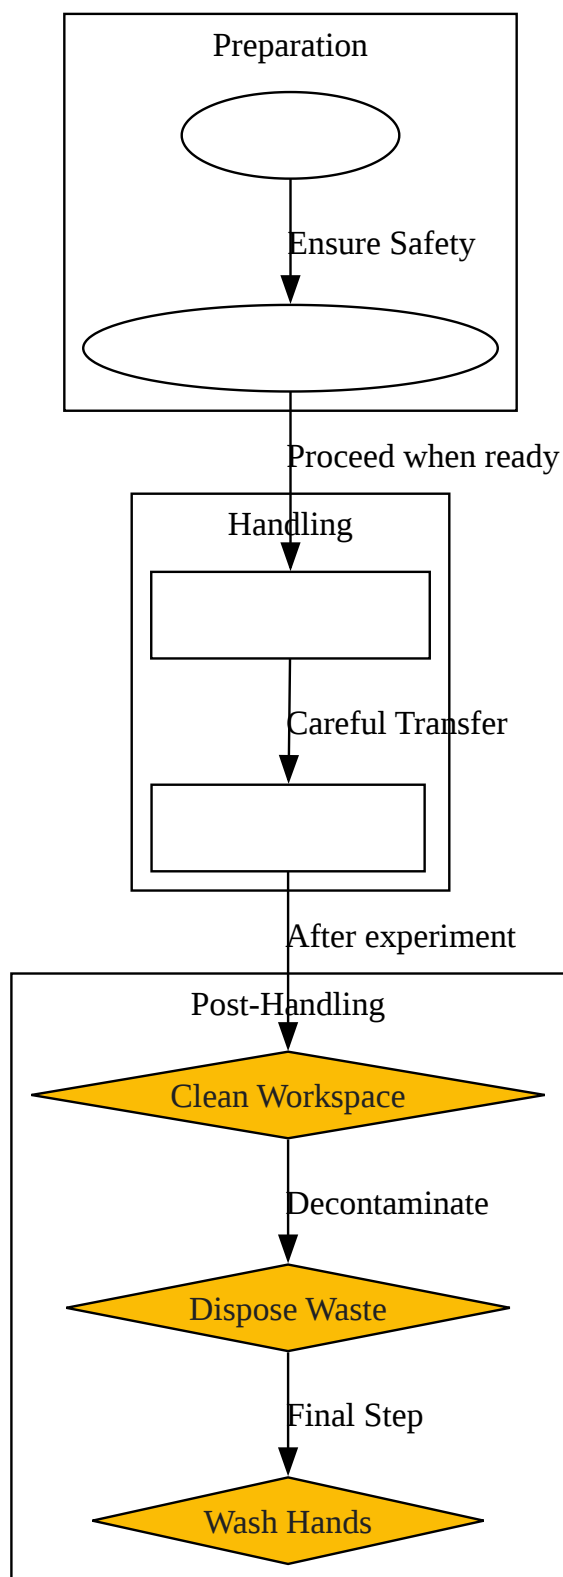 Preparation
Ensure Safety
Proceed when ready
Handling
Careful Transfer
After experiment
Post-Handling
Clean Workspace
Decontaminate
Dispose Waste
Final Step
Wash Hands